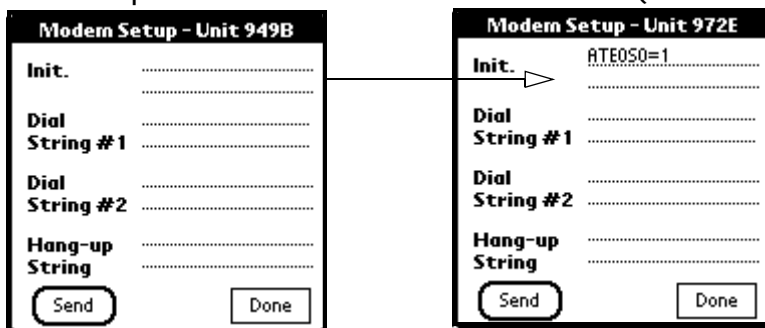 Modem Setup - Unit 949B
Init.
Dial
String #1
Dial
String #2
Hang-up
String
Send
Done
Modem Setup - Unit 972E
Init.
ATE0S0=1
Dial
String #1
Dial
String #2
Hang-up
String
Send
Done